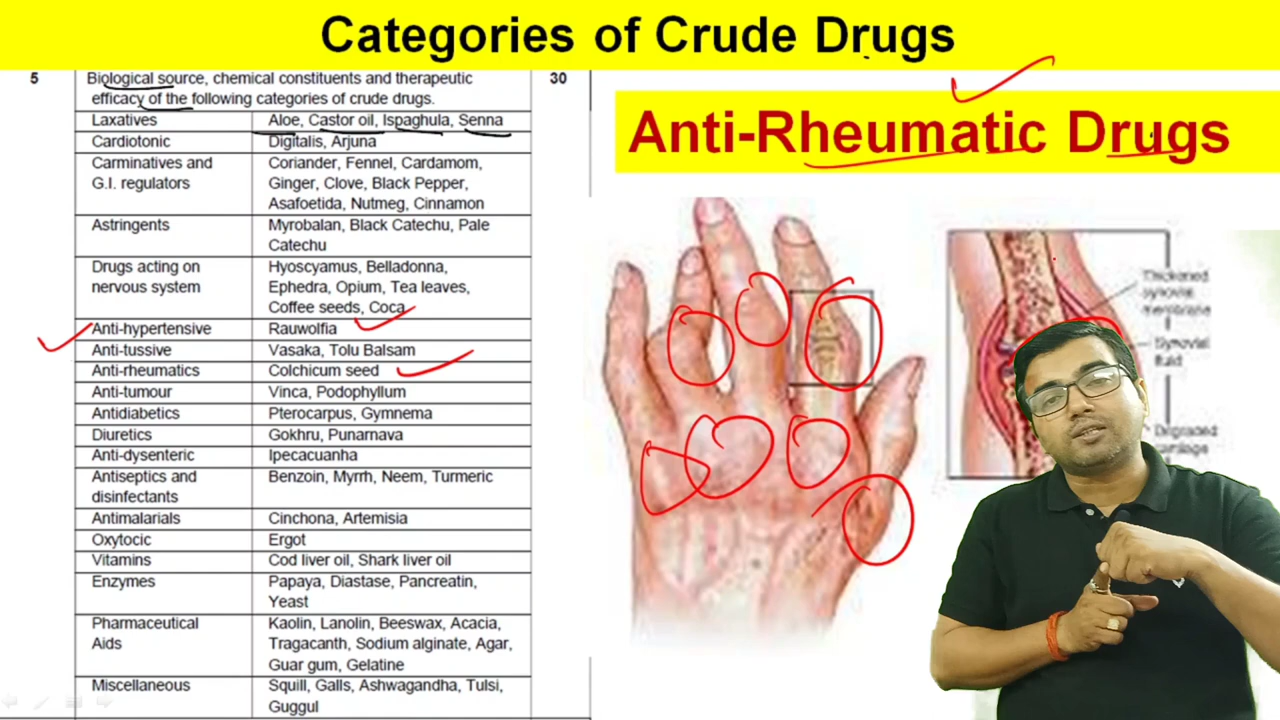 Categories of Crude Drugs
5 Biological source, chemical constituents and therapeutic 30
efficacy of the following categories of crude drugs.
Laxatives Aloe, Castor oil, Ispaghula, Senna
Cardiotonic Digitalis, Arjuna
Carminatives and Coriander, Fennel, Cardamom,
G.I. regulators Ginger, Clove, Black Pepper,
Asafoetida, Nutmeg, Cinnamon
Astringents Myrobalan, Black Catechu, Pale
Catechu
Drugs acting on Hyoscyamus, Belladonna,
nervous system Ephedra, Opium, Tea leaves,
Coffee seeds, Coca
Anti-hypertensive Rauwolfia
Anti-tussive Vasaka, Tolu Balsam
Anti-rheumatics Colchicum seed
Anti-tumour Vinca, Podophyllum
Antidiabetics Pterocarpus, Gymnema
Diuretics Gokhru, Punarnava
Anti-dysenteric Ipecacuanha
Antiseptics and Benzoin, Myrrh, Neem, Turmeric
disinfectants
Antimalarials Cinchona, Artemisia
Oxytocic Ergot
Vitamins Cod liver oil, Shark liver oil
Enzymes Papaya, Diastase, Pancreatin,
Yeast
Pharmaceutical Kaolin, Lanolin, Beeswax, Acacia,
Aids Tragacanth, Sodium alginate, Agar,
Guar gum, Gelatine
Miscellaneous Squill, Galls, Ashwagandha, Tulsi,
Guggul
Anti-Rheumatic Drugs
Thickened
synovial
membrane
Synovial
fluid
Degraded
cartilage